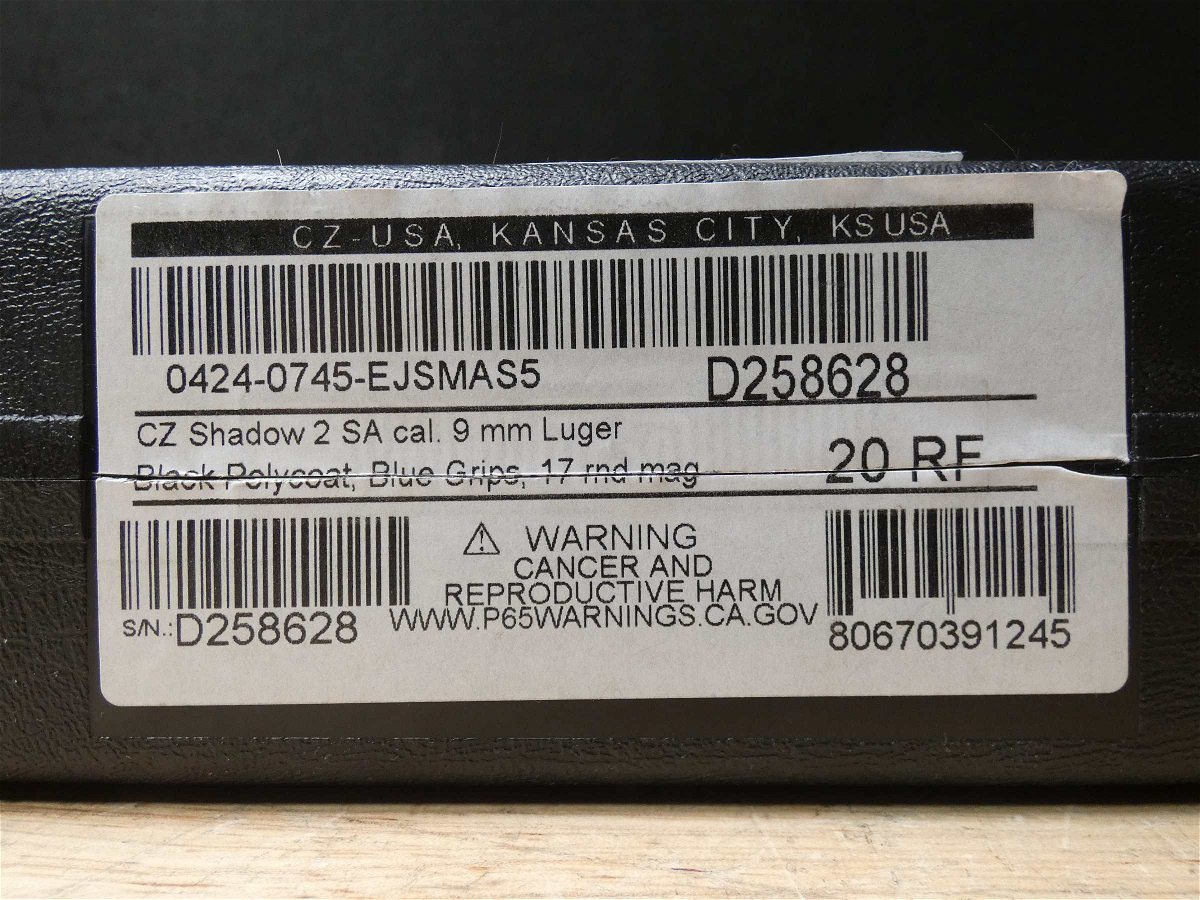 CZ-USA, KANSAS CITY, KS USA
0424-0745-EJSMAS5 D258628
CZ Shadow 2 SA cal. 9 mm Luger
Black Polycoat, Blue Grips, 17 rnd mag 20 RF
⚠ WARNING
CANCER AND
REPRODUCTIVE HARM
WWW.P65WARNINGS.CA.GOV
S/N.:D258628
80670391245